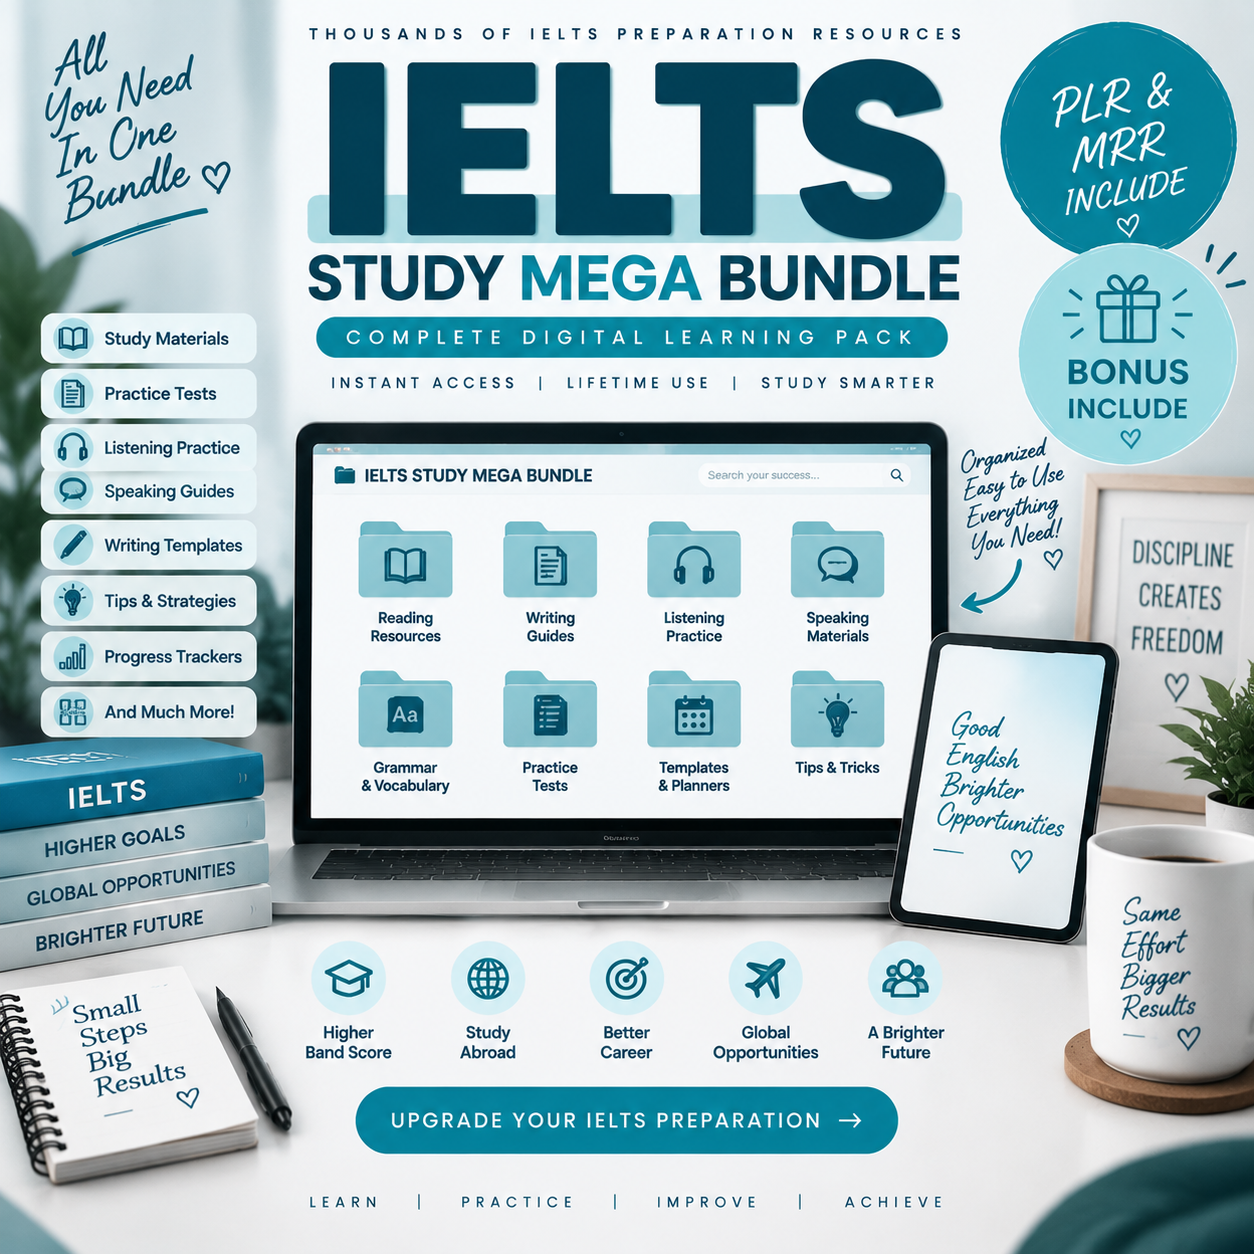 All
You Need
In One
Bundle
THOUSANDS OF IELTS PREPARATION RESOURCES
IELTS
STUDY MEGA BUNDLE
COMPLETE DIGITAL LEARNING PACK
INSTANT ACCESS | LIFETIME USE | STUDY SMARTER
PLR &
MRR
INCLUDE
BONUS
INCLUDE
Study Materials
Practice Tests
Listening Practice
Speaking Guides
Writing Templates
Tips & Strategies
Progress Trackers
And Much More!
IELTS STUDY MEGA BUNDLE
Search your success...
Reading
Resources
Writing
Guides
Listening
Practice
Speaking
Materials
Aa
Grammar
& Vocabulary
Practice
Tests
Templates
& Planners
Tips & Tricks
Organized
Easy to Use
Everything
You Need!
DISCIPLINE
CREATES
FREEDOM
Good
English
Brighter
Opportunities
Same
Effort
Bigger
Results
IELTS
HIGHER GOALS
GLOBAL OPPORTUNITIES
BRIGHTER FUTURE
Small
Steps
Big
Results
Higher
Band Score
Study
Abroad
Better
Career
Global
Opportunities
A Brighter
Future
UPGRADE YOUR IELTS PREPARATION →
LEARN | PRACTICE | IMPROVE | ACHIEVE